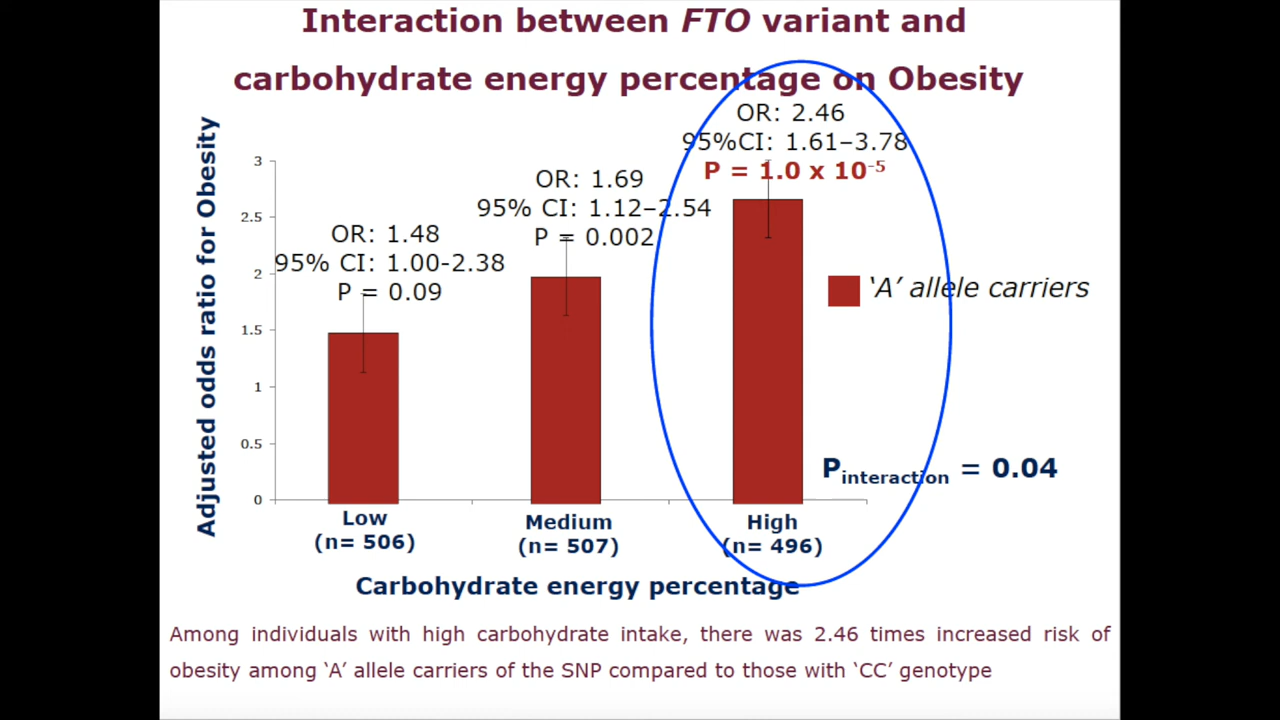 Interaction between FTO variant and
carbohydrate energy percentage on Obesity
Adjusted odds ratio for Obesity
3
2.5
2
1.5
1
0.5
0
OR: 1.48
95% CI: 1.00-2.38
P = 0.09
OR: 1.69
95% CI: 1.12–2.54
P = 0.002
OR: 2.46
95%CI: 1.61–3.78
P = 1.0 x 10⁻⁵
‘A’ allele carriers
Pinteraction = 0.04
Low
(n= 506)
Medium
(n= 507)
High
(n= 496)
Carbohydrate energy percentage
Among individuals with high carbohydrate intake, there was 2.46 times increased risk of
obesity among ‘A’ allele carriers of the SNP compared to those with ‘CC’ genotype